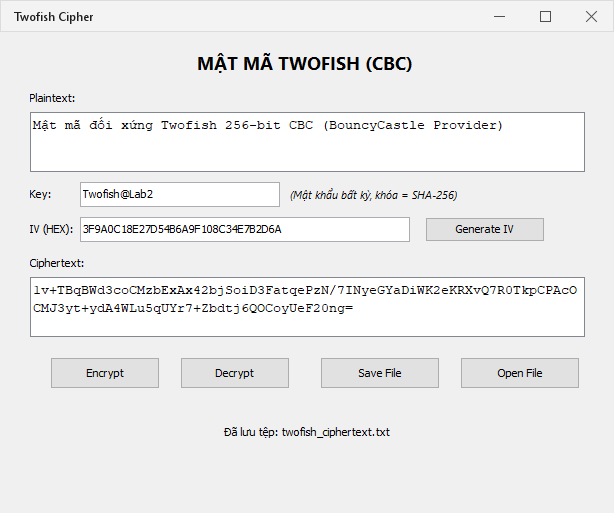 Twofish Cipher
MẬT MÃ TWOFISH (CBC)
Plaintext:
Mật mã đối xứng Twofish 256-bit CBC (BouncyCastle Provider)
Key: Twofish@Lab2 (Mật khẩu bất kỳ, khóa = SHA-256)
IV (HEX): 3F9A0C18E27D54B6A9F108C34E7B2D6A Generate IV
Ciphertext:
lv+TBqBWd3coCMzbExAx42bjSoiD3FatqePzN/7INyeGYaDiWK2eKRXvQ7R0TkpCPAcO
CMJ3yt+ydA4WLu5qUYr7+Zbdtj6QOCoyUeF20ng=
Encrypt Decrypt Save File Open File
Đã lưu tệp: twofish_ciphertext.txt